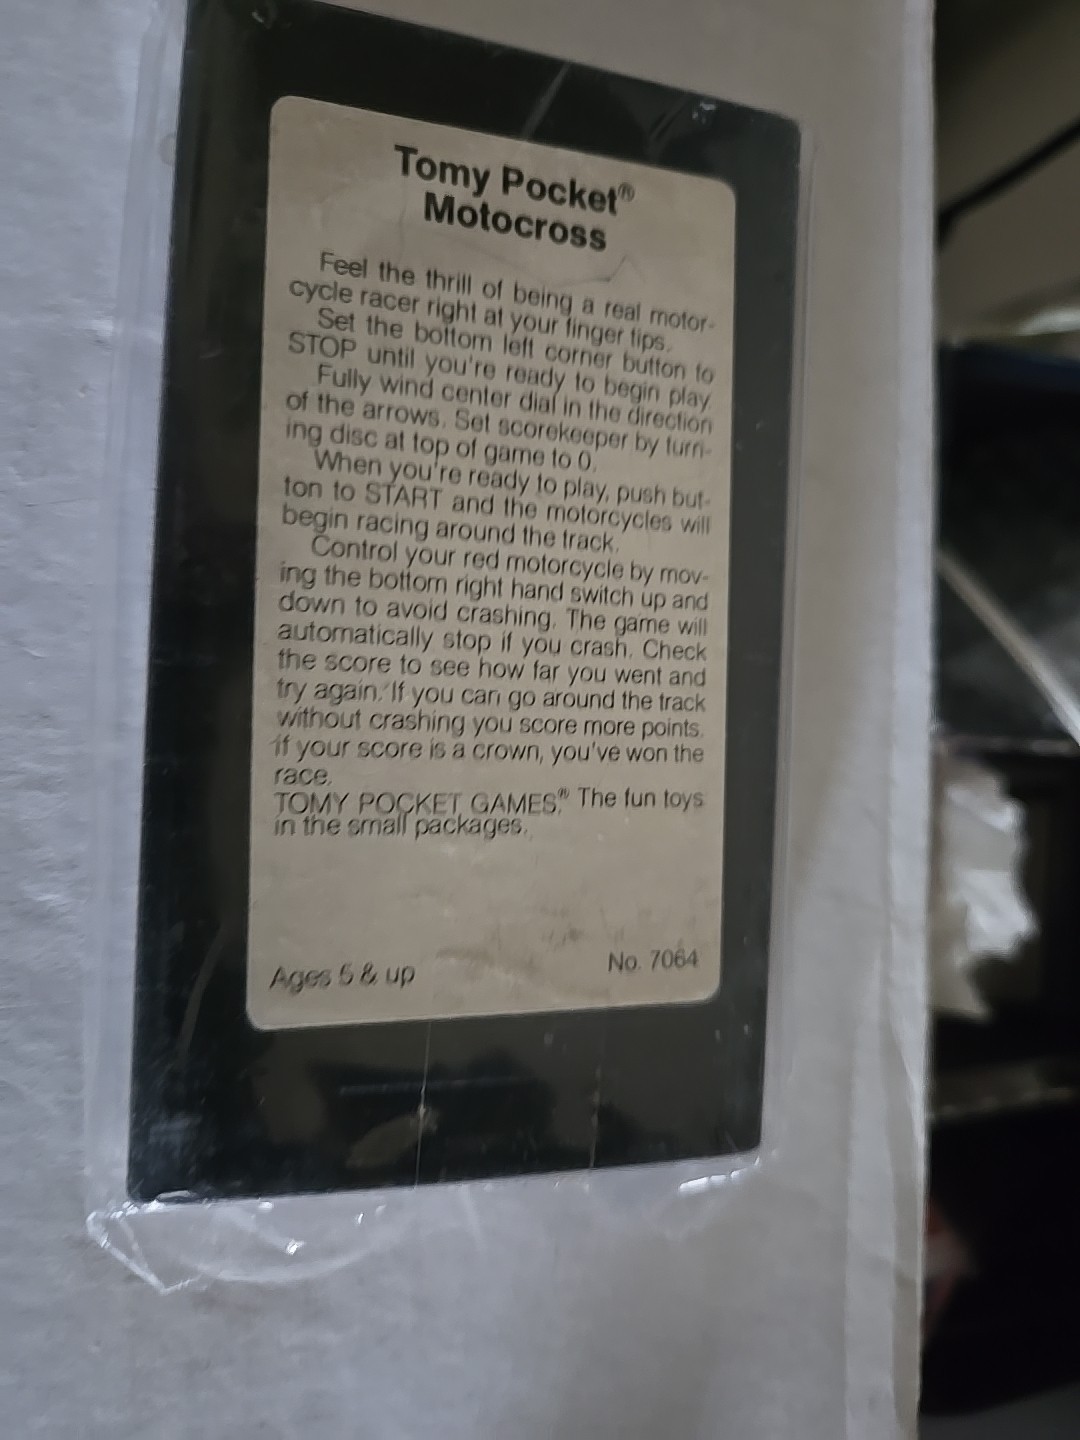 Tomy Pocket®
Motocross
Feel the thrill of being a real motor-
cycle racer right at your finger tips.
Set the bottom left corner button to
STOP until you're ready to begin play.
Fully wind center dial in the direction
of the arrows. Set scorekeeper by turn-
ing disc at top of game to 0.
When you're ready to play, push but-
ton to START and the motorcycles will
begin racing around the track.
Control your red motorcycle by mov-
ing the bottom right hand switch up and
down to avoid crashing. The game will
automatically stop if you crash. Check
the score to see how far you went and
try again. If you can go around the track
without crashing you score more points.
If your score is a crown, you've won the
race.
TOMY POCKET GAMES.® The fun toys
in the small packages.
Ages 5 & up
No. 7064